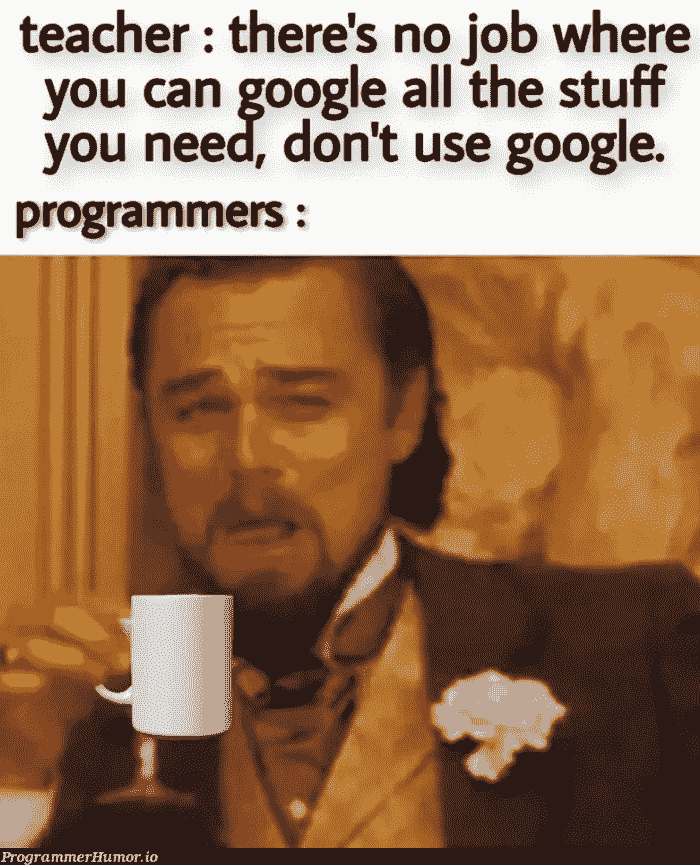 teacher : there's no job where
you can google all the stuff
you need, don't use google.
programmers :
ProgrammerHumor.io